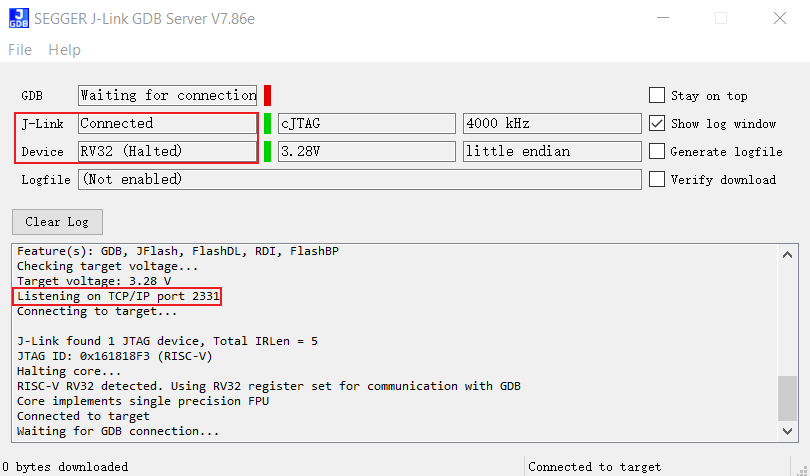 J GDB SEGGER J-Link GDB Server V7.86e
File Help
GDB Waiting for connection Stay on top
J-Link Connected cJTAG 4000 kHz Show log window
Device RV32 (Halted) 3.28V little endian Generate logfile
Logfile (Not enabled) Verify download
Clear Log
Feature(s): GDB, JFlash, FlashDL, RDI, FlashBP
Checking target voltage...
Target voltage: 3.28 V
Listening on TCP/IP port 2331
Connecting to target...
J-Link found 1 JTAG device, Total IRLen = 5
JTAG ID: 0x161818F3 (RISC-V)
Halting core...
RISC-V RV32 detected. Using RV32 register set for communication with GDB
Core implements single precision FPU
Connected to target
Waiting for GDB connection...
0 bytes downloaded Connected to target